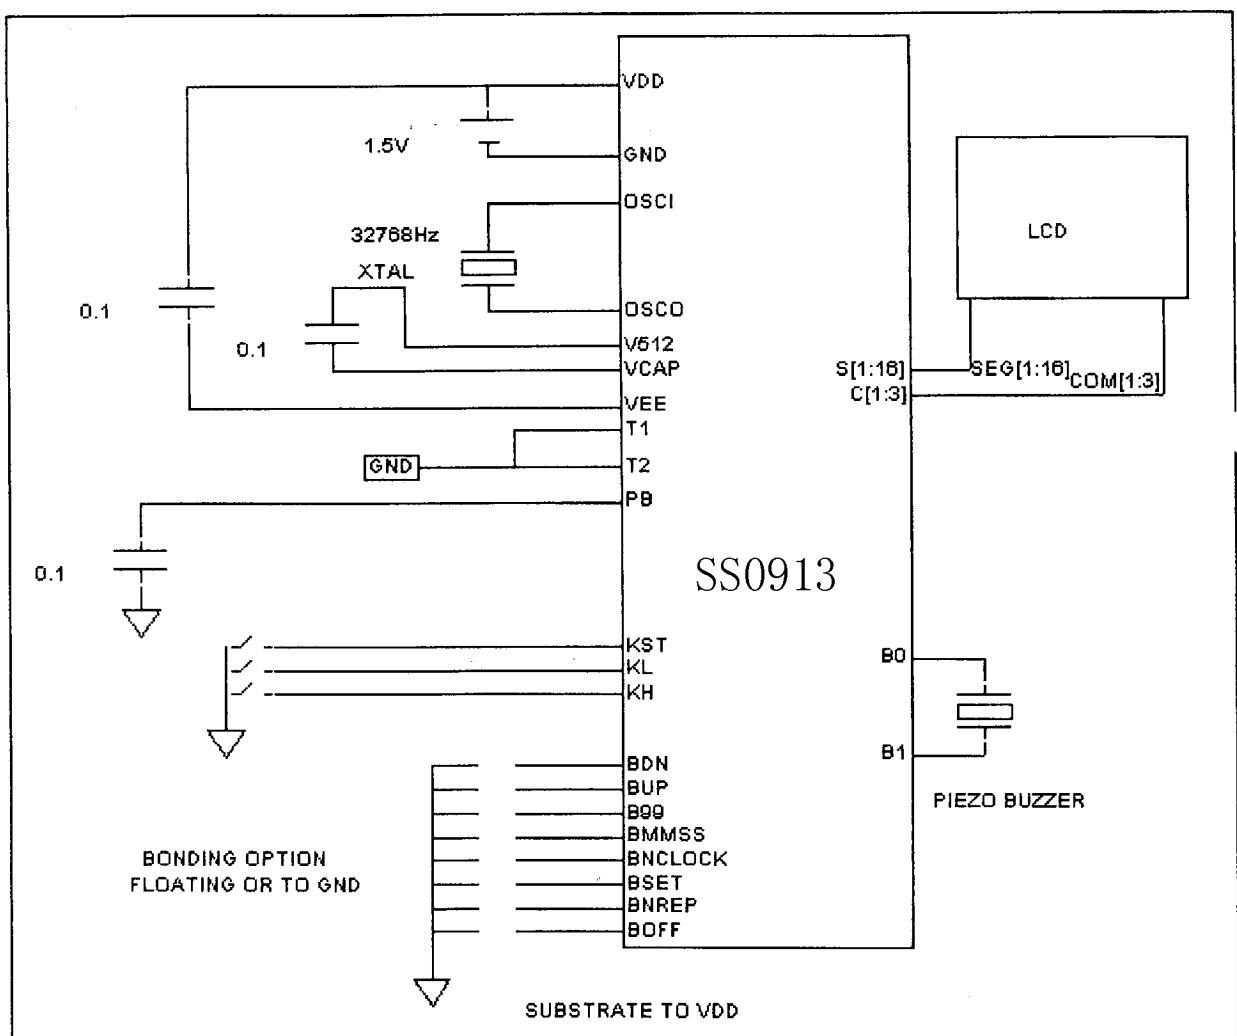 VDD
1.5V
GND
OSCI
32768Hz
XTAL
LCD
0.1
OSCO
0.1
V512
VCAP
S[1:16]
SEG[1:16]
COM[1:3]
C[1:3]
VEE
T1
GND
T2
PB
0.1
SS0913
KST
KL
KH
B0
B1
PIEZO BUZZER
BDN
BUP
B99
BMMSS
BNCLOCK
BSET
BNREP
BOFF
BONDING OPTION
FLOATING OR TO GND
SUBSTRATE TO VDD